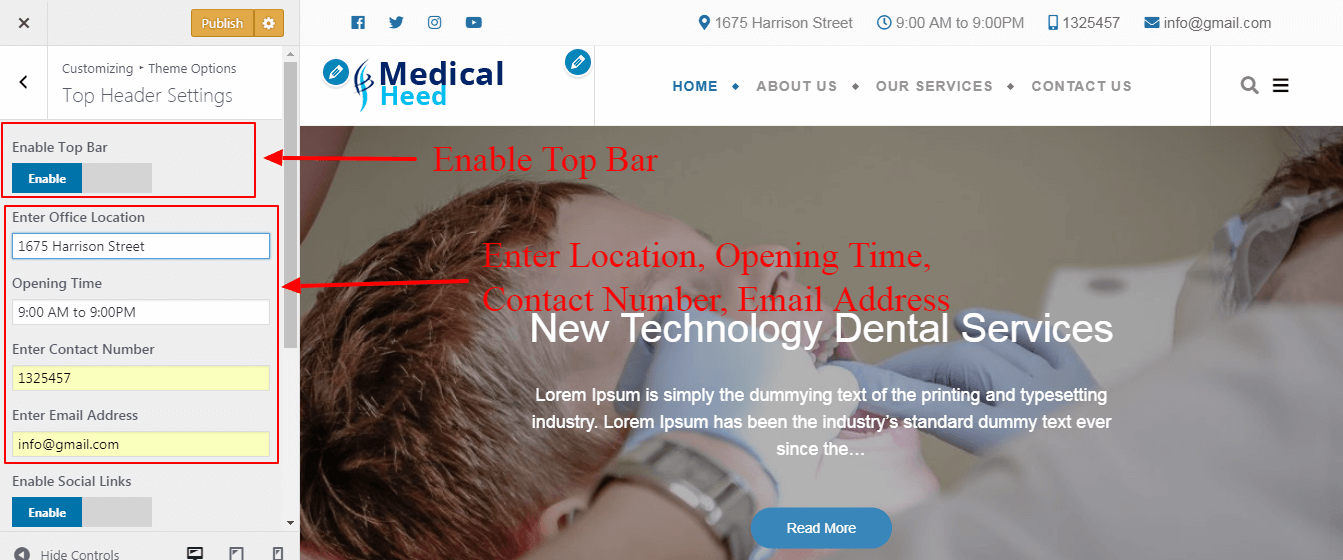 Publish
Customizing ▸ Theme Options
Top Header Settings
Enable Top Bar
Enable
Enter Office Location
1675 Harrison Street
Opening Time
9:00 AM to 9:00PM
Enter Contact Number
1325457
Enter Email Address
info@gmail.com
Enable Social Links
Enable
Hide Controls
1675 Harrison Street 9:00 AM to 9:00PM 1325457 info@gmail.com
Medical
Heed
HOME ABOUT US OUR SERVICES CONTACT US
Enable Top Bar
Enter Location, Opening Time,
Contact Number, Email Address
New Technology Dental Services
Lorem Ipsum is simply the dummying text of the printing and typesetting
industry. Lorem Ipsum has been the industry’s standard dummy text ever
since the…
Read More